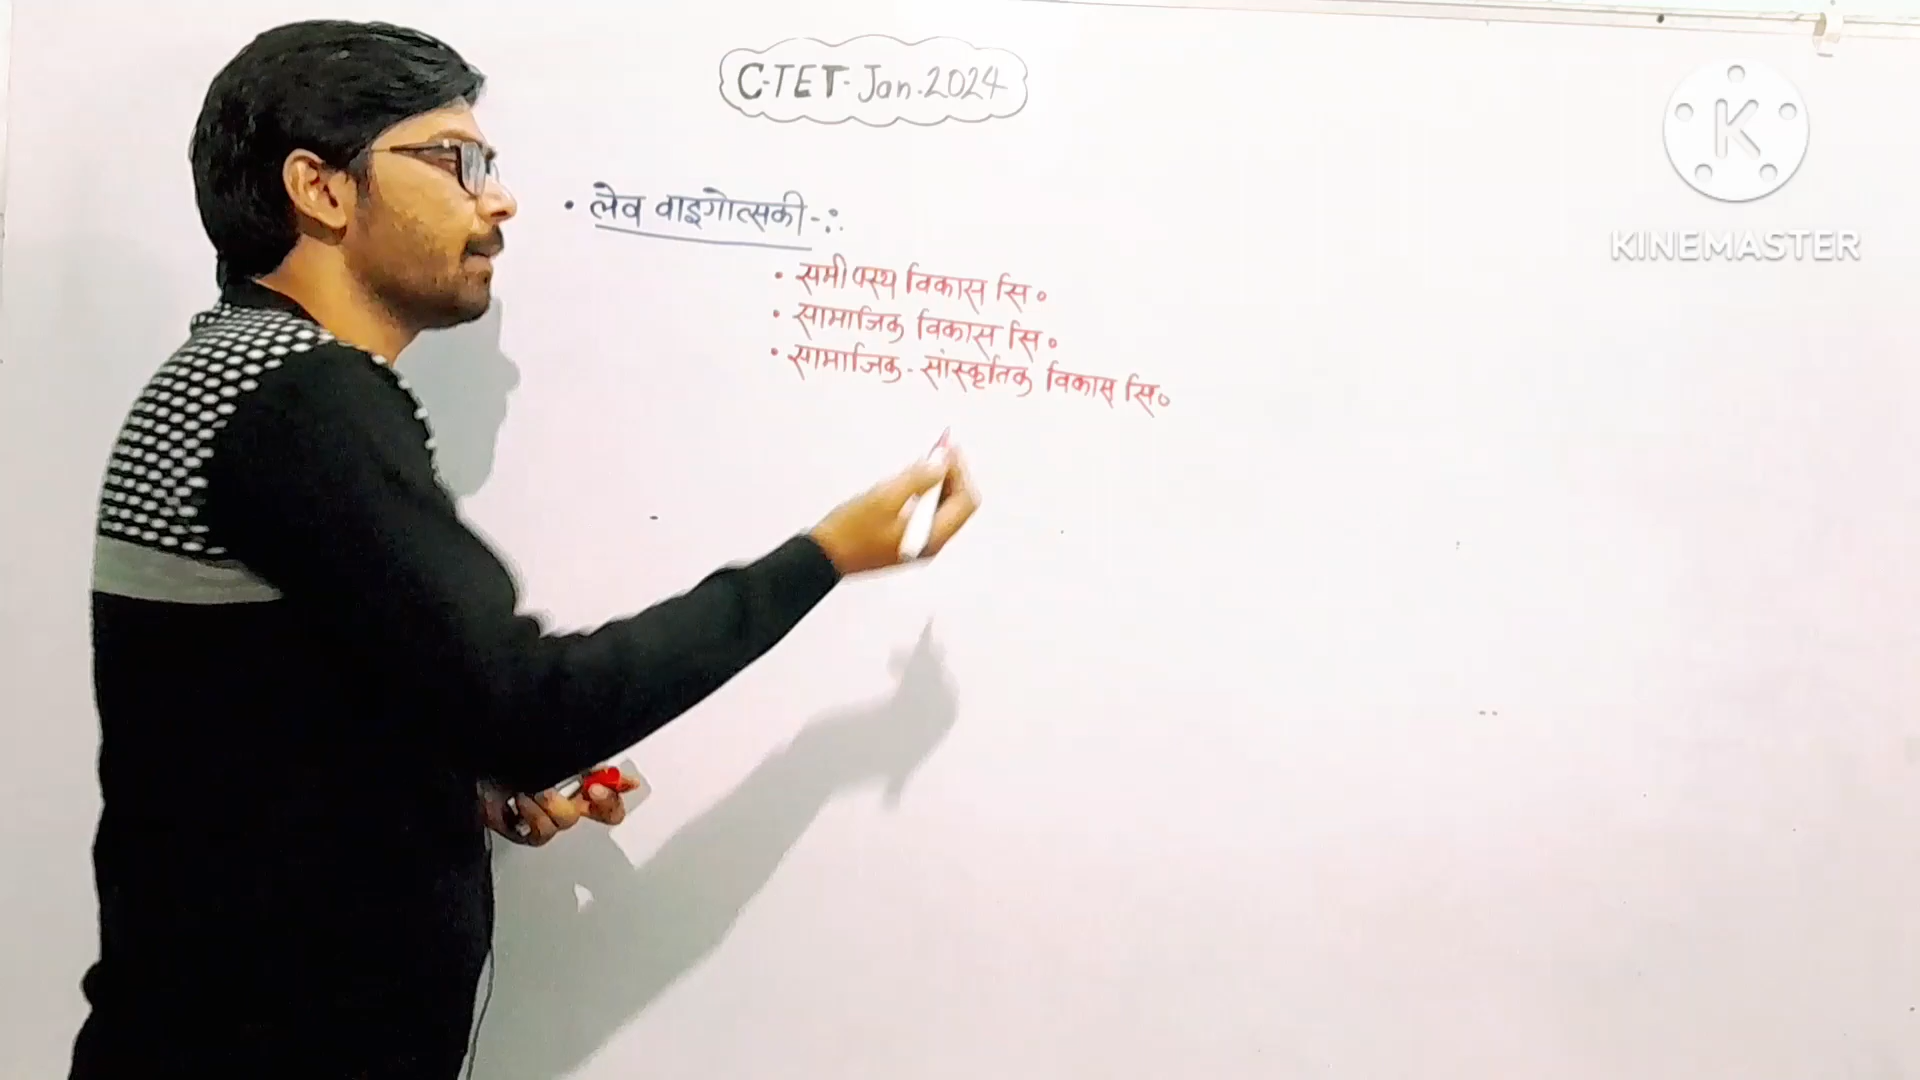 C-TET-Jan.2024
• लेव वाइगोत्सकी-:
• समीपस्थ विकास सि०
• सामाजिक विकास सि०
• सामाजिक-सांस्कृतिक विकास सि०
K
KINEMASTER